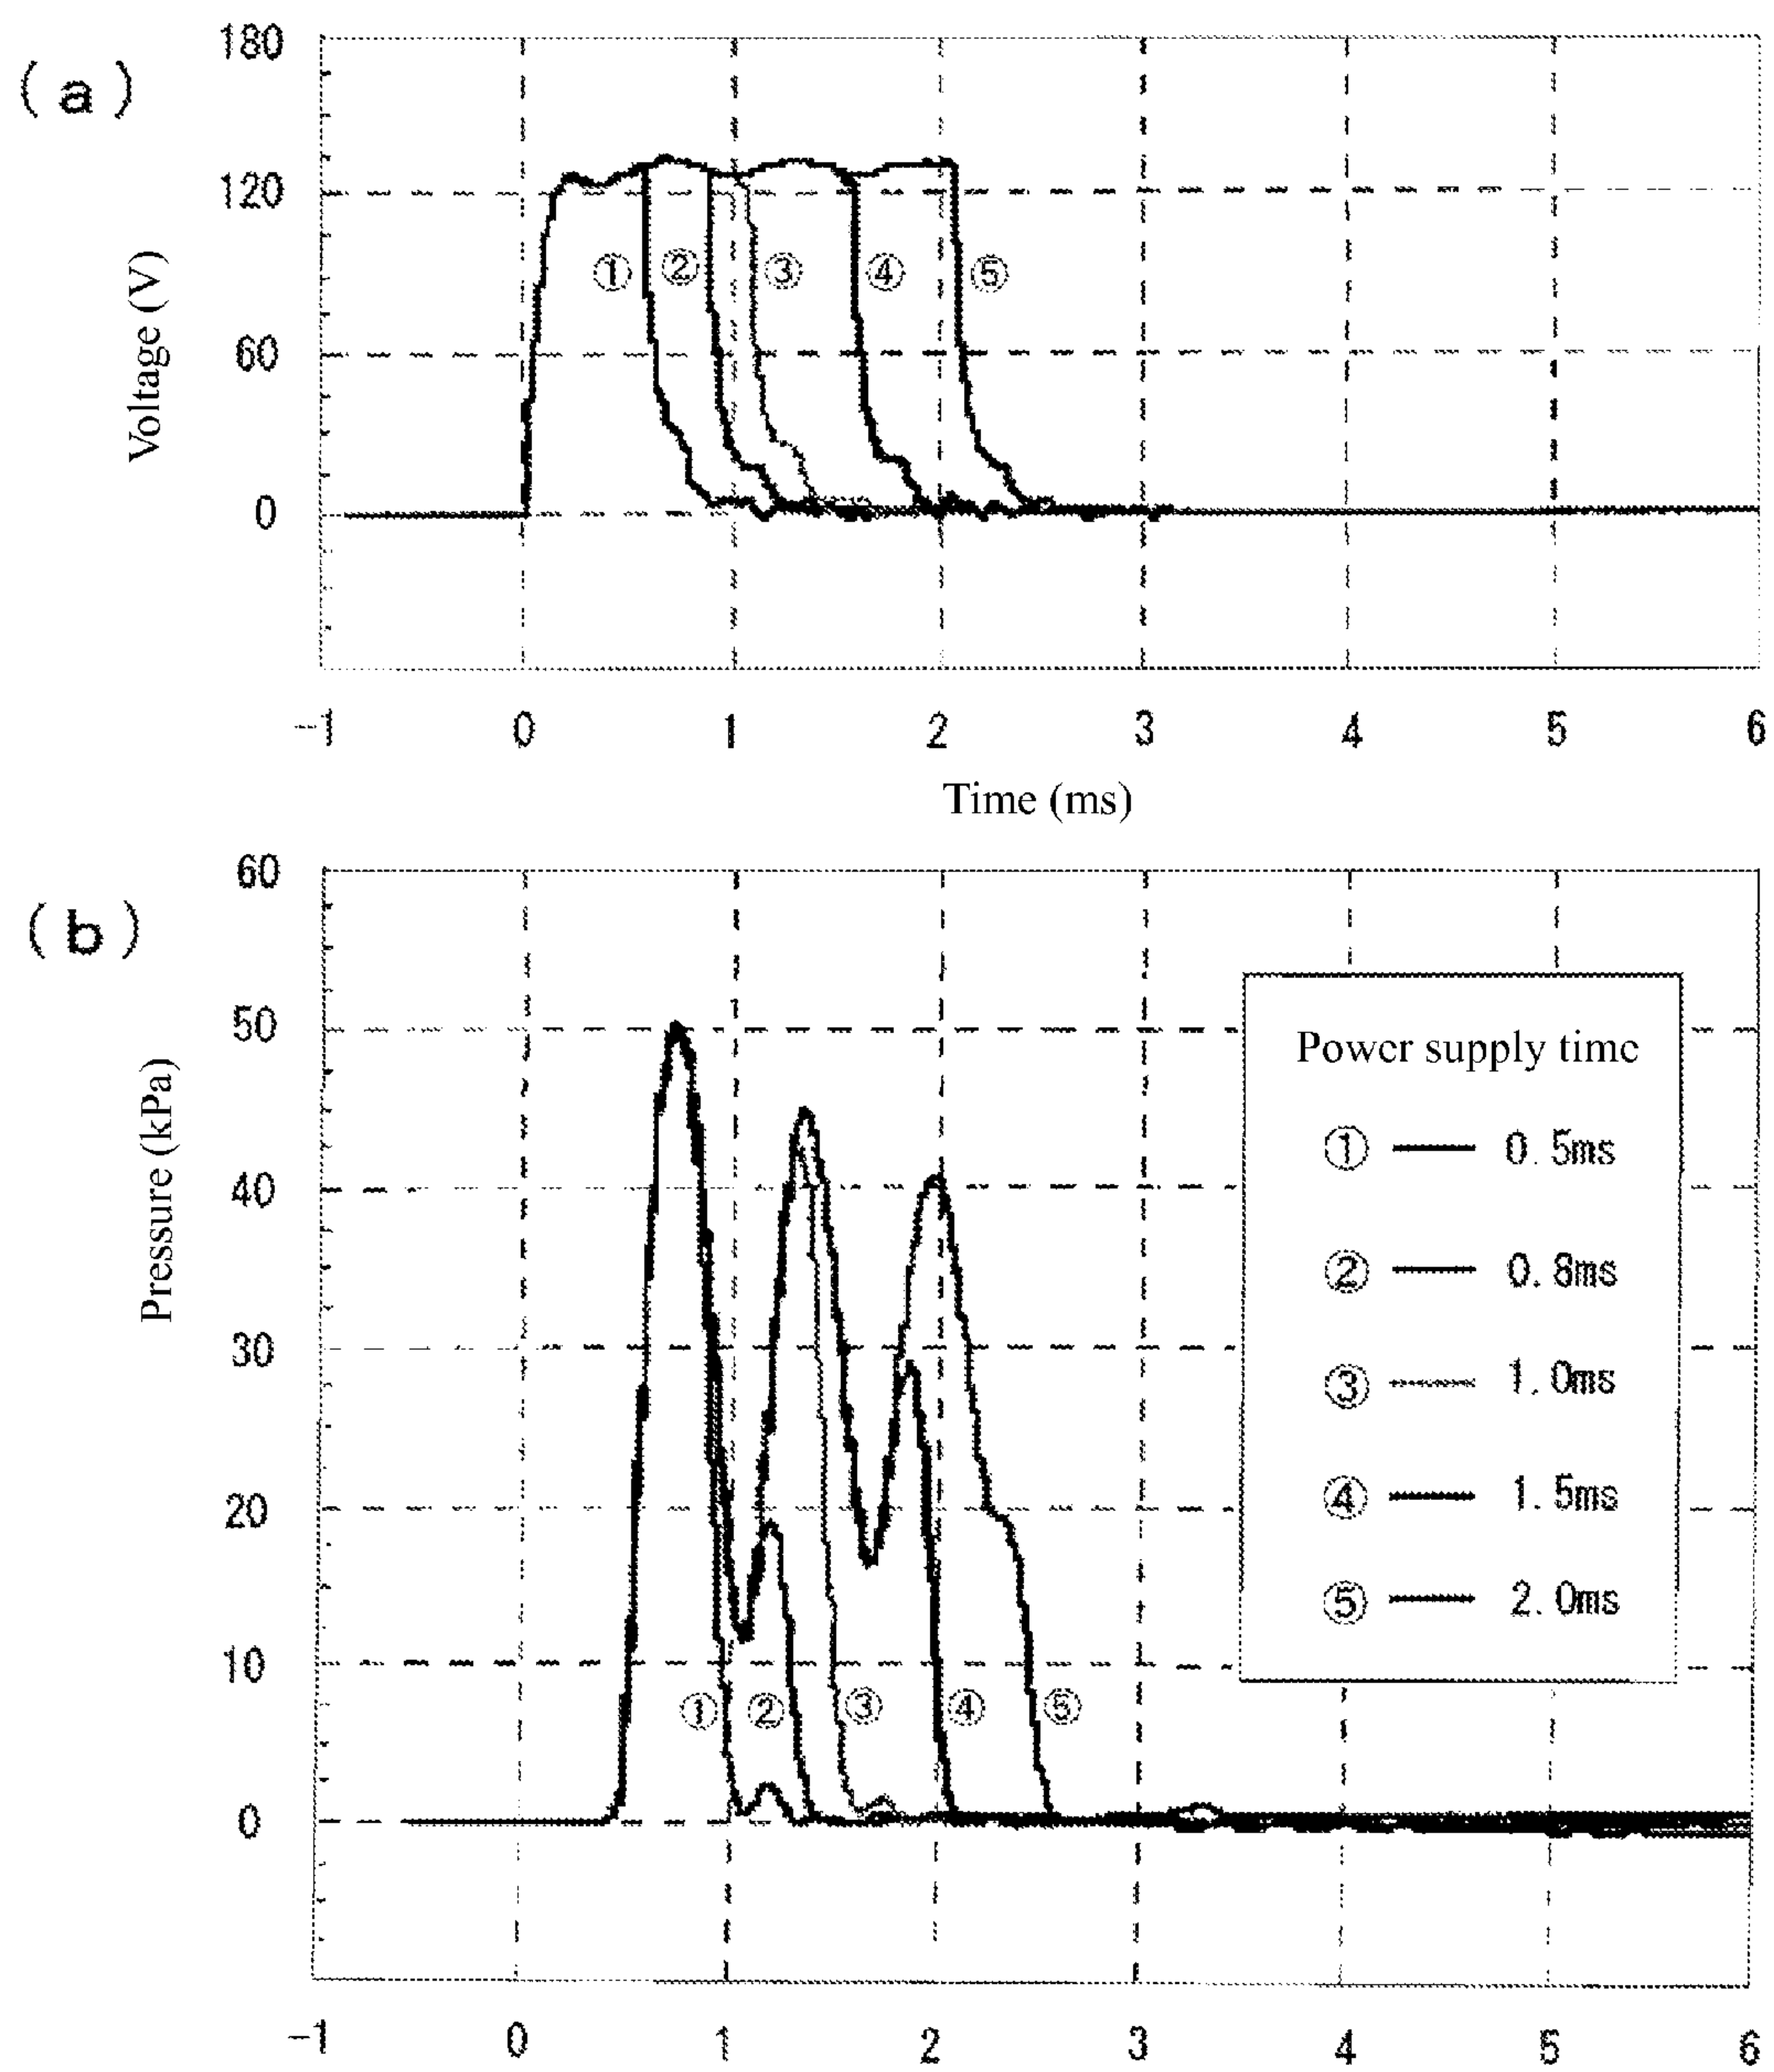 (a)
180
120
60
0
Voltage (V)
① ② ③ ④ ⑤
-1 0 1 2 3 4 5 6
Time (ms)
(b)
60
50
40
30
20
10
0
Pressure (kPa)
Power supply time
① 0.5ms
② 0.8ms
③ 1.0ms
④ 1.5ms
⑤ 2.0ms
① ② ③ ④ ⑤
-1 0 1 2 3 4 5 6